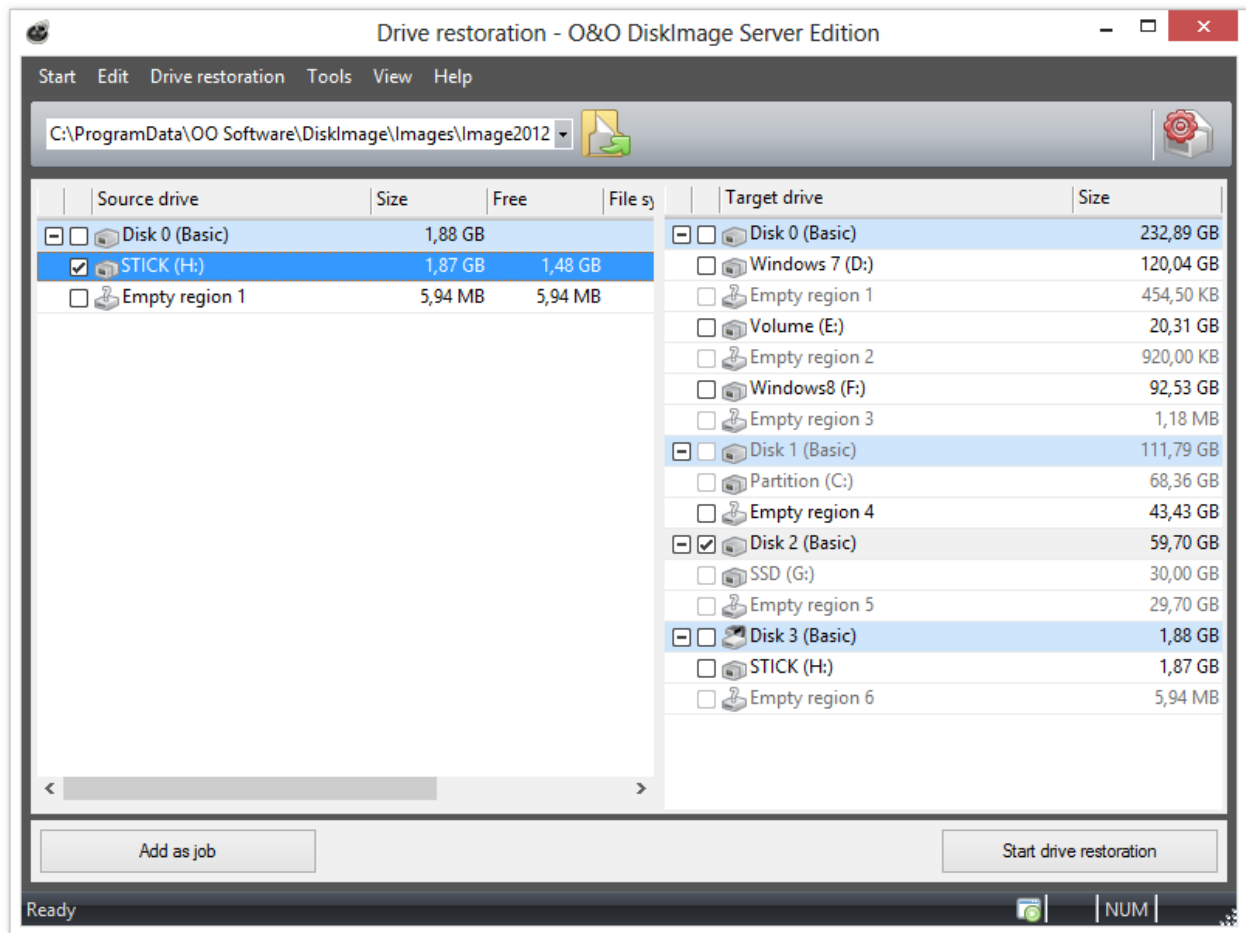 Drive restoration - O&O DiskImage Server Edition
Start Edit Drive restoration Tools View Help
C:\ProgramData\OO Software\DiskImage\Images\Image2012
Source drive Size Free File sy
Disk 0 (Basic) 1,88 GB
STICK (H:) 1,87 GB 1,48 GB
Empty region 1 5,94 MB 5,94 MB
Target drive Size
Disk 0 (Basic) 232,89 GB
Windows 7 (D:) 120,04 GB
Empty region 1 454,50 KB
Volume (E:) 20,31 GB
Empty region 2 920,00 KB
Windows8 (F:) 92,53 GB
Empty region 3 1,18 MB
Disk 1 (Basic) 111,79 GB
Partition (C:) 68,36 GB
Empty region 4 43,43 GB
Disk 2 (Basic) 59,70 GB
SSD (G:) 30,00 GB
Empty region 5 29,70 GB
Disk 3 (Basic) 1,88 GB
STICK (H:) 1,87 GB
Empty region 6 5,94 MB
Add as job Start drive restoration
Ready NUM